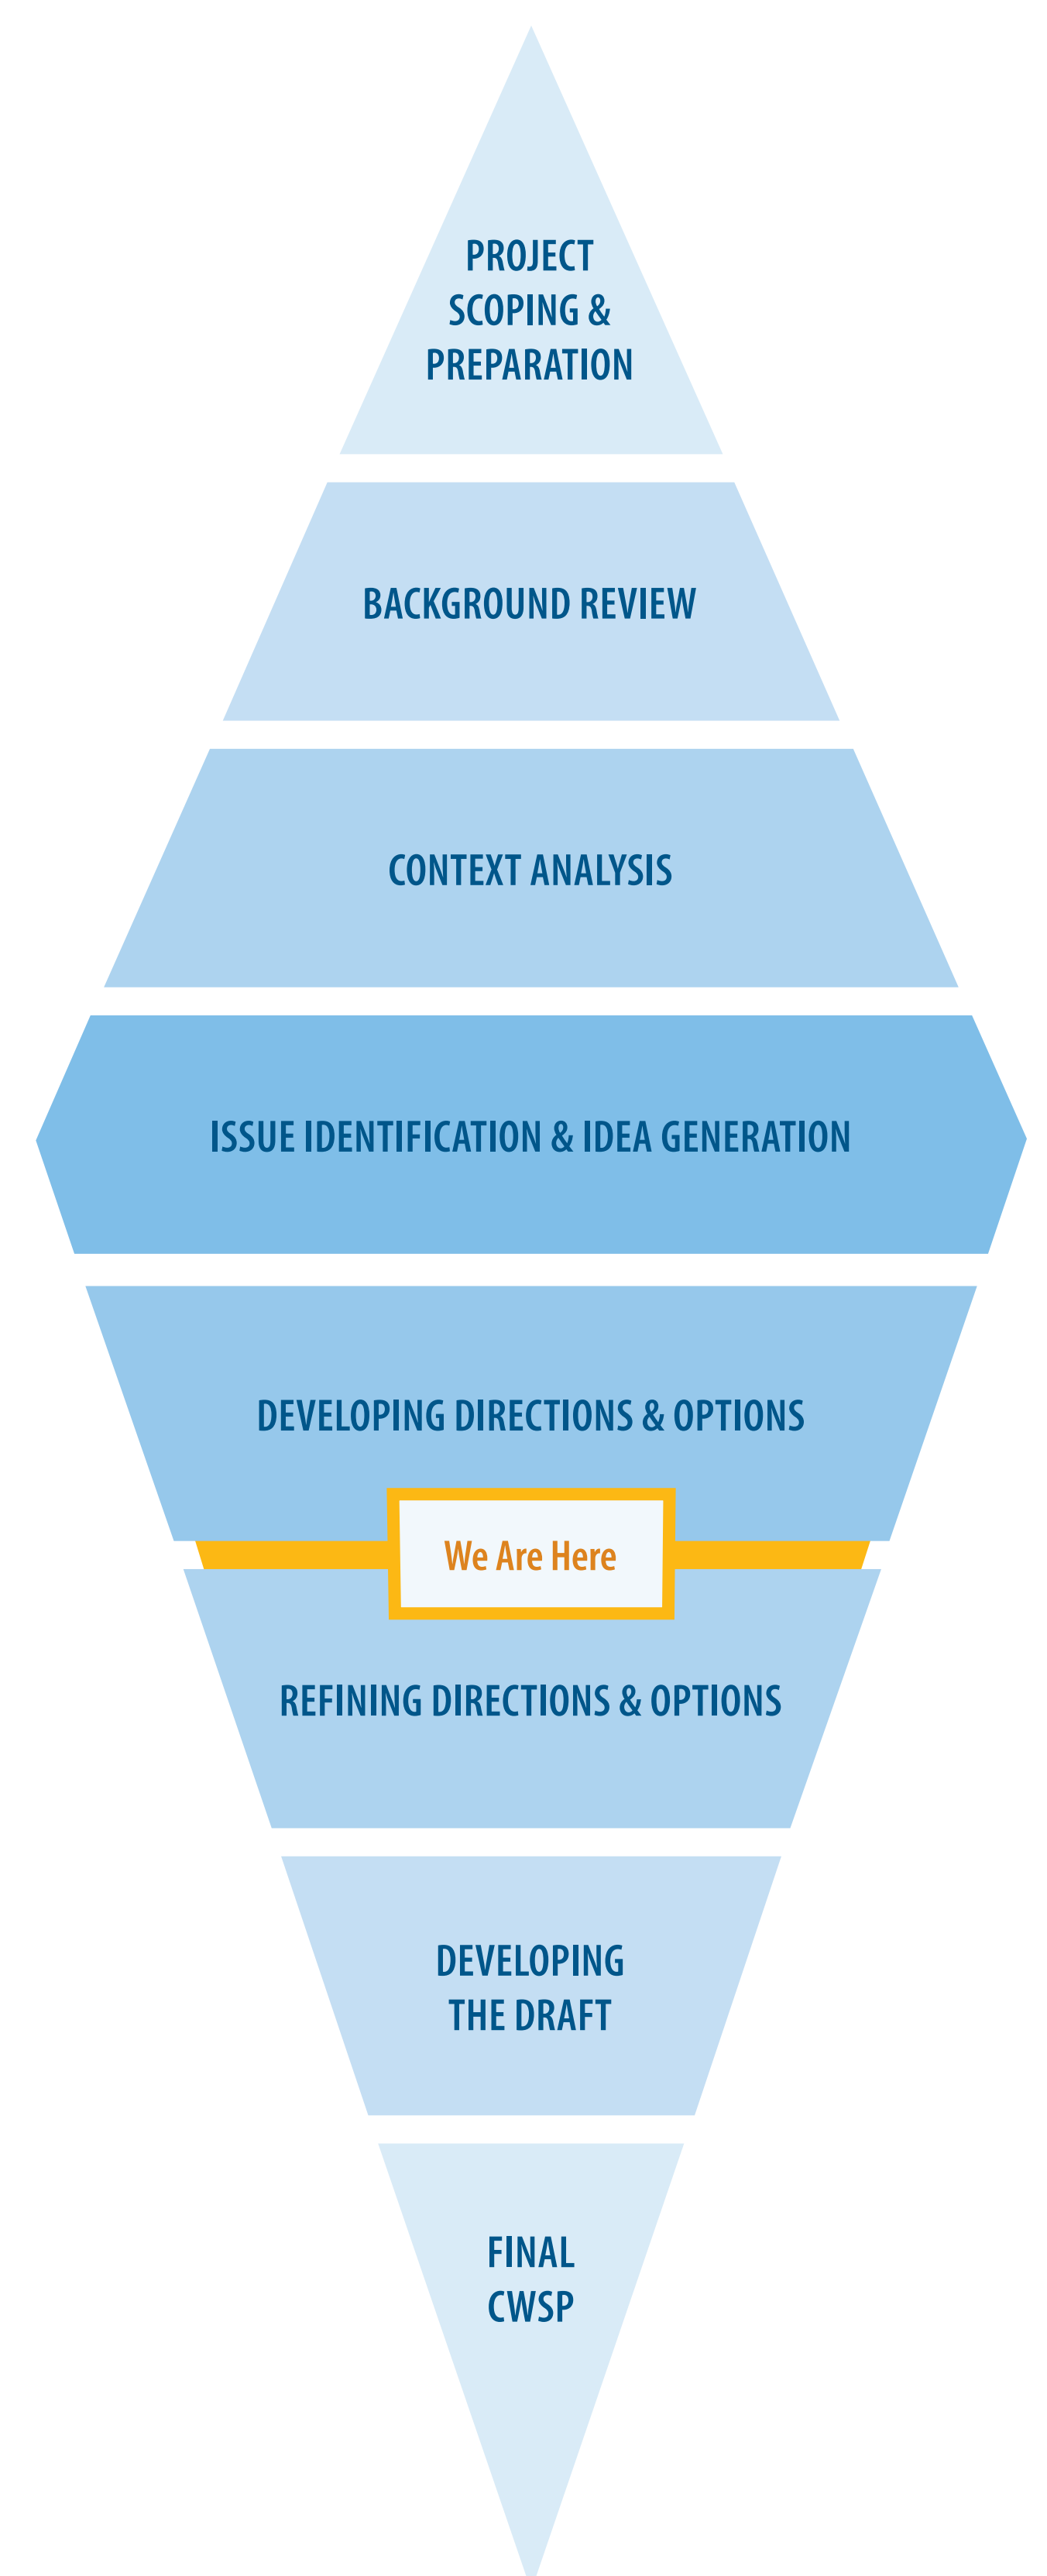 PROJECT
SCOPING &
PREPARATION
BACKGROUND REVIEW
CONTEXT ANALYSIS
ISSUE IDENTIFICATION & IDEA GENERATION
DEVELOPING DIRECTIONS & OPTIONS
We Are Here
REFINING DIRECTIONS & OPTIONS
DEVELOPING
THE DRAFT
FINAL
CWSP